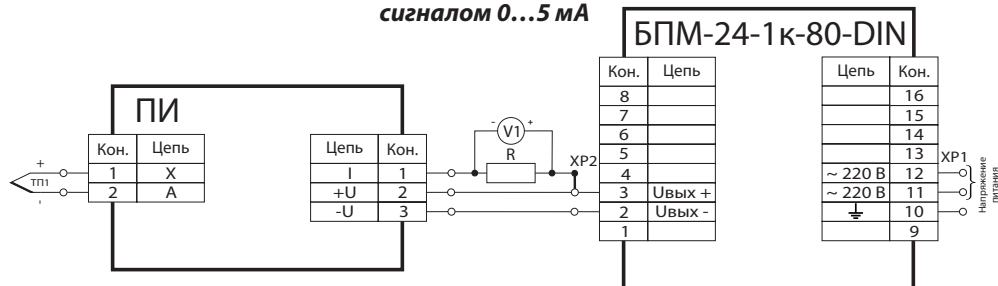 сигналом 0…5 мА
БПМ-24-1к-80-DIN
ПИ
Кон. Цепь
1 X
2 A
+
ТП1
-
Цепь Кон.
I 1
+U 2
-U 3
- V1 +
R
XP2
Кон. Цепь
8
7
6
5
4
3 Uвых +
2 Uвых -
1
Цепь Кон.
16
15
14
13
~ 220 В 12
~ 220 В 11
10
9
XP1
Напряжение
питания